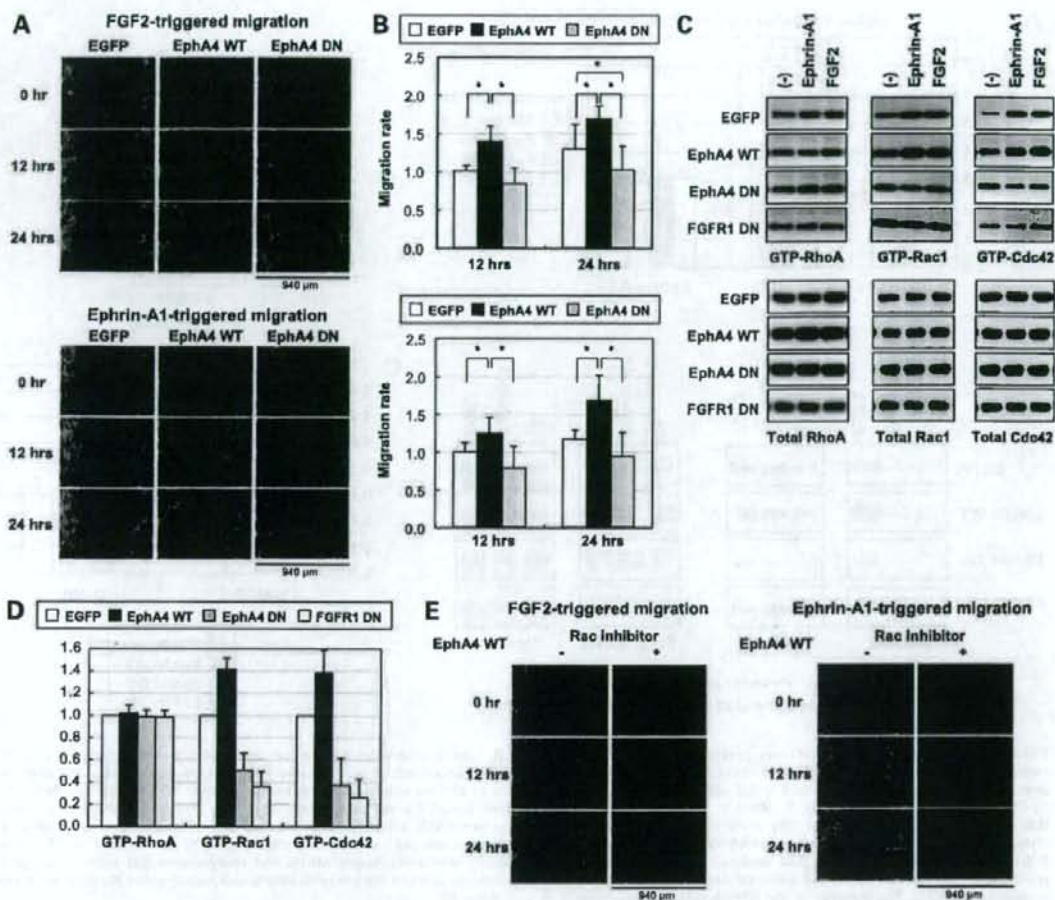 A
FGF2-triggered migration
EGFP EphA4 WT EphA4 DN
0 hr
12 hrs
24 hrs
940 µm
Ephrin-A1-triggered migration
EGFP EphA4 WT EphA4 DN
0 hr
12 hrs
24 hrs
940 µm
B
EGFP EphA4 WT EphA4 DN
Migration rate
2.5
2.0
1.5
1.0
0.5
0.0
* * * * *
12 hrs 24 hrs
EGFP EphA4 WT EphA4 DN
Migration rate
2.5
2.0
1.5
1.0
0.5
0.0
* * * *
12 hrs 24 hrs
C
(-) Ephrin-A1 FGF2 (-) Ephrin-A1 FGF2 (-) Ephrin-A1 FGF2
EGFP
EphA4 WT
EphA4 DN
FGFR1 DN
GTP-RhoA GTP-Rac1 GTP-Cdc42
EGFP
EphA4 WT
EphA4 DN
FGFR1 DN
Total RhoA Total Rac1 Total Cdc42
D
EGFP EphA4 WT EphA4 DN FGFR1 DN
1.6
1.4
1.2
1.0
0.8
0.6
0.4
0.2
0.0
GTP-RhoA GTP-Rac1 GTP-Cdc42
E
FGF2-triggered migration
EphA4 WT Rac Inhibitor
- +
0 hr
12 hrs
24 hrs
940 µm
Ephrin-A1-triggered migration
EphA4 WT Rac Inhibitor
- +
0 hr
12 hrs
24 hrs
940 µm